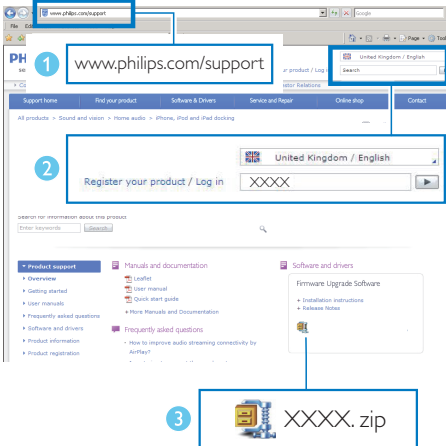 www.philips.com/support
Google
File
Page
PH
1
www.philips.com/support
United Kingdom / English
Search
Support home
Find your product
Software & Drivers
Service and Repair
Online shop
Contact
All products > Sound and vision > Home audio > iPhone, iPod and iPad docking
2
United Kingdom / English
Register your product / Log in
XXXX
Search for information about this product
Enter keywords
Search
Product support
Overview
Getting started
User manuals
Frequently asked questions
Software and drivers
Product information
Product registration
Manuals and documentation
Leaflet
User manual
Quick start guide
More Manuals and Documentation
Frequently asked questions
How to improve audio streaming connectivity by
AirPlay?
Software and drivers
Firmware Upgrade Software
Installation instructions
Release Notes
3
XXXX. zip